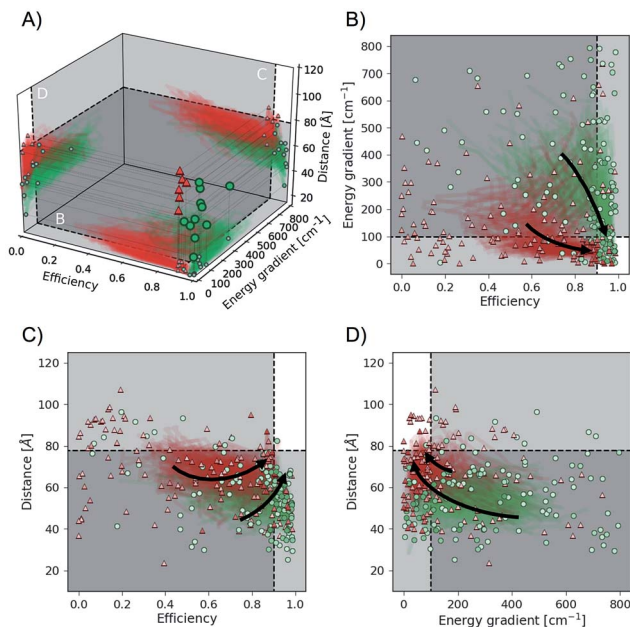 A)
D
C
B
120
100
80
60
40
20
Distance [Å]
0.0
0.2
0.4
0.6
0.8
1.0
Efficiency
0
100
200
300
400
500
600
700
800
Energy gradient [cm⁻¹]
B)
800
700
600
500
400
300
200
100
0
Energy gradient [cm⁻¹]
0.0 0.2 0.4 0.6 0.8 1.0
Efficiency
C)
120
100
80
60
40
20
Distance [Å]
0.0 0.2 0.4 0.6 0.8 1.0
Efficiency
D)
120
100
80
60
40
20
Distance [Å]
0 200 400 600 800
Energy gradient [cm⁻¹]